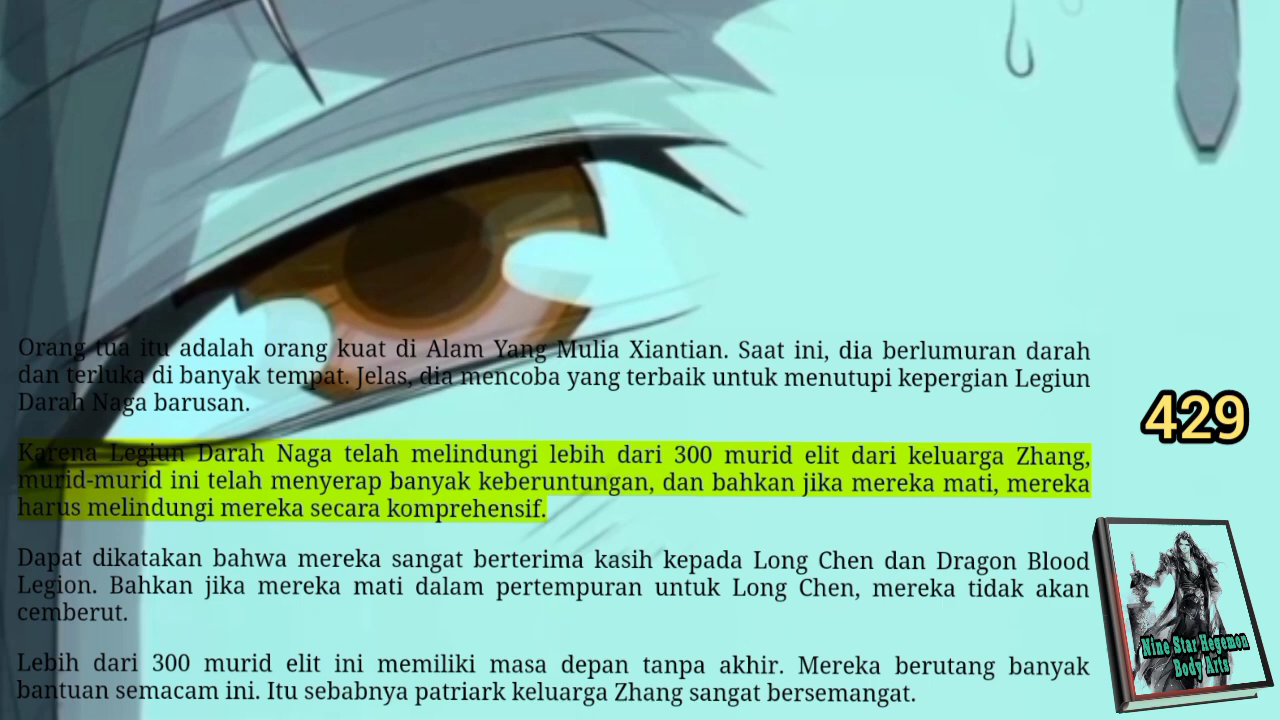 Orang tua itu adalah orang kuat di Alam Yang Mulia Xiantian. Saat ini, dia berlumuran darah
dan terluka di banyak tempat. Jelas, dia mencoba yang terbaik untuk menutupi kepergian Legiun
Darah Naga barusan.
Karena Legiun Darah Naga telah melindungi lebih dari 300 murid elit dari keluarga Zhang,
murid-murid ini telah menyerap banyak keberuntungan, dan bahkan jika mereka mati, mereka
harus melindungi mereka secara komprehensif.
Dapat dikatakan bahwa mereka sangat berterima kasih kepada Long Chen dan Dragon Blood
Legion. Bahkan jika mereka mati dalam pertempuran untuk Long Chen, mereka tidak akan
cemberut.
Lebih dari 300 murid elit ini memiliki masa depan tanpa akhir. Mereka berutang banyak
bantuan semacam ini. Itu sebabnya patriark keluarga Zhang sangat bersemangat.
429
Nine Star Hegemon
Body Arts